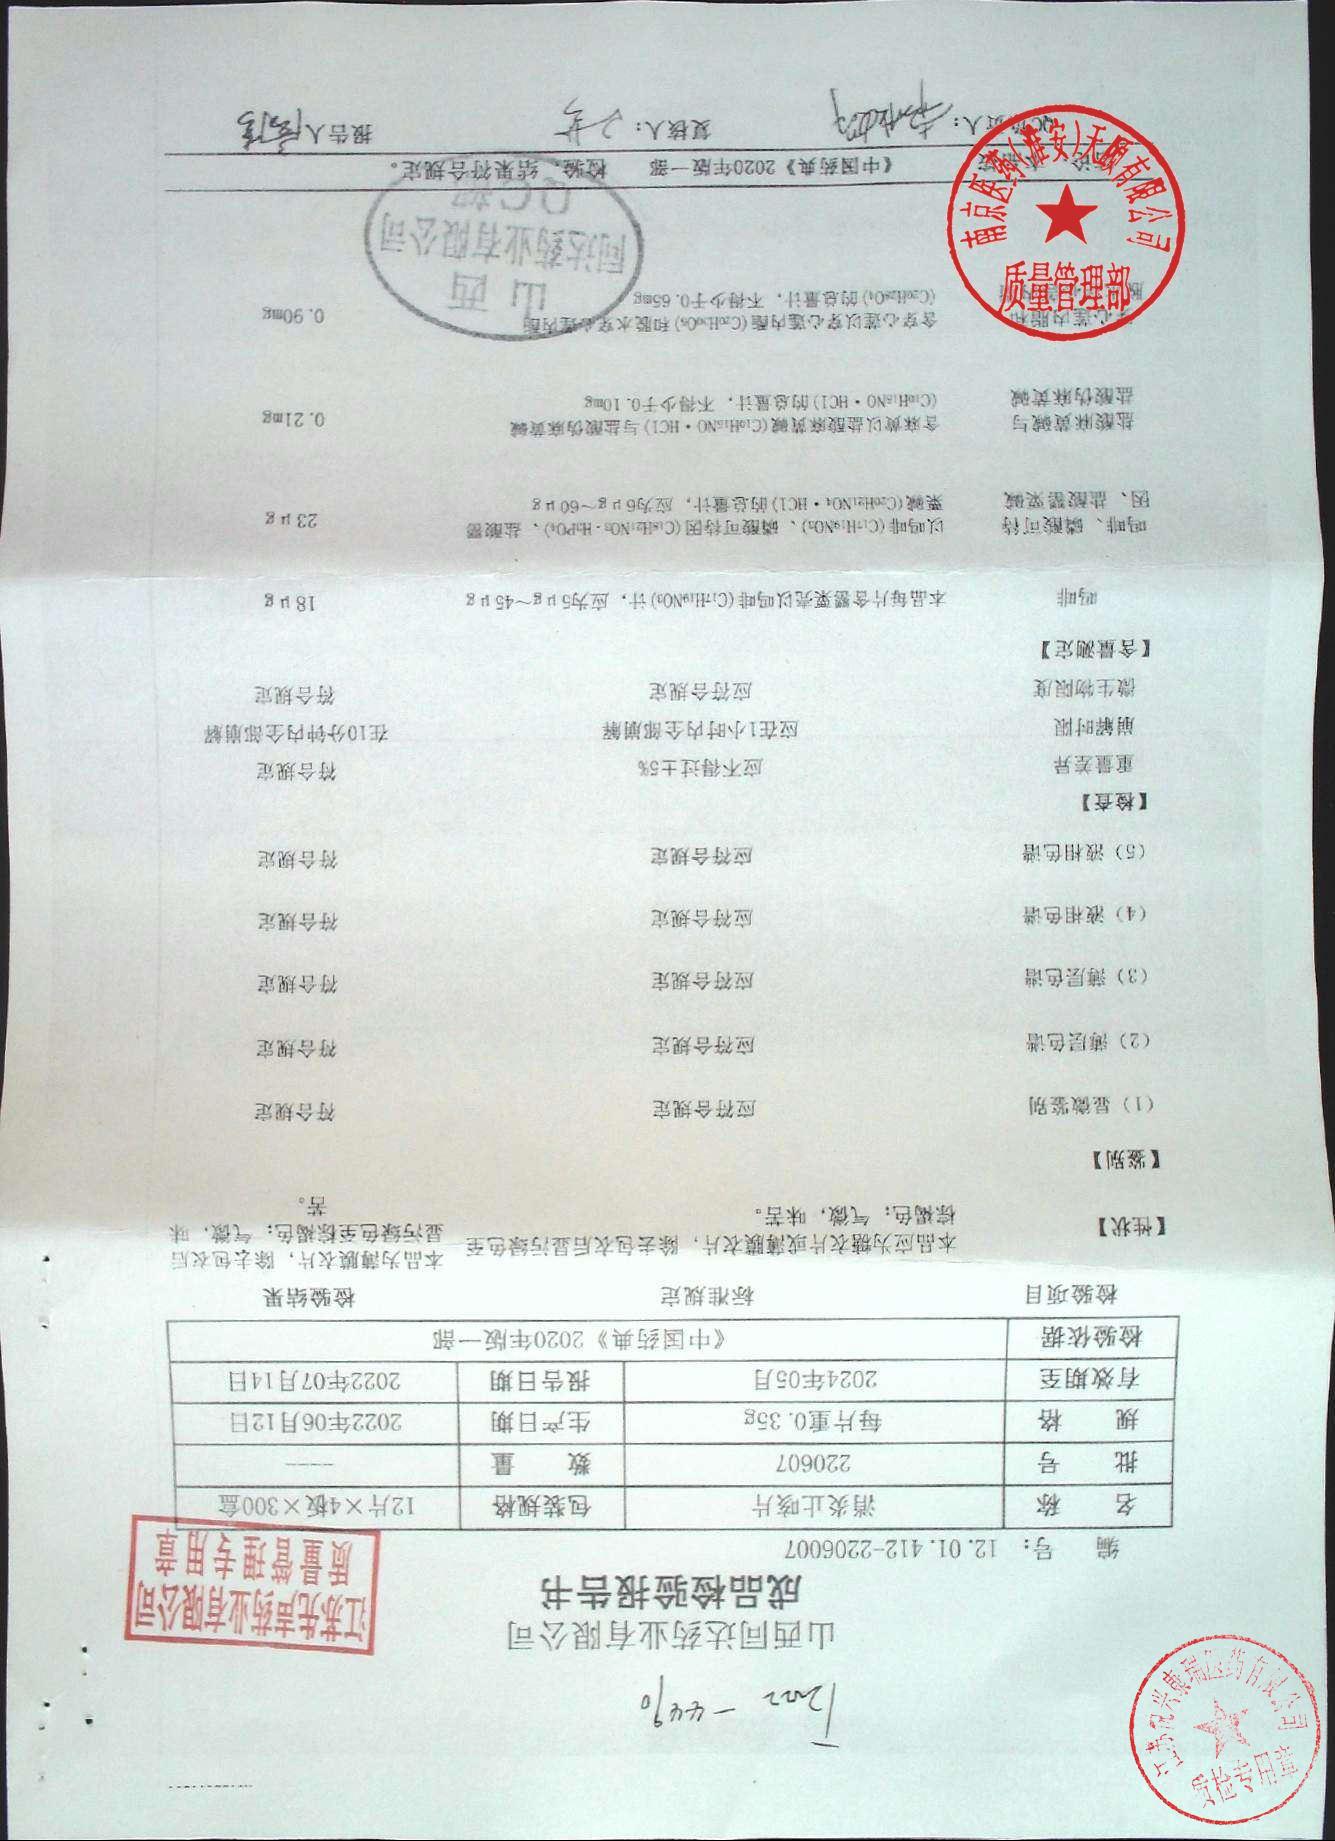 山西同达药业有限公司
成品检验报告书
编 号：12.01.412-2206007
名 称 消炎止咳片 包装规格 12片×4板×300盒
批 号 220607 数 量 ----
规 格 每片重0.35g 生产日期 2022年06月12日
有效期至 2024年05月 报告日期 2022年07月14日
检验依据 《中国药典》2020年版一部
检验项目 标准规定 检验结果
【性状】 本品应为糖衣片或薄膜衣片，除去包衣后显污绿色至 本品为薄膜衣片，除去包衣后
棕褐色；气微，味苦。 显污绿色至棕褐色；气微，味
苦。
【鉴别】
（1）显微鉴别 应符合规定 符合规定
（2）薄层色谱 应符合规定 符合规定
（3）薄层色谱 应符合规定 符合规定
（4）液相色谱 应符合规定 符合规定
（5）液相色谱 应符合规定 符合规定
【检查】
重量差异 应不得过±5% 符合规定
崩解时限 应在1小时内全部崩解 在10分钟内全部崩解
微生物限度 应符合规定 符合规定
【含量测定】
吗啡 本品每片含罂粟壳以吗啡(C₁₇H₁₉NO₃)计，应为5μg～45μg 18μg
吗啡、磷酸可待 以吗啡(C₁₇H₁₉NO₃)、磷酸可待因(C₁₈H₂₁NO₃·H₃PO₄)、盐酸罂 23μg
因、盐酸罂粟碱 粟碱(C₂₀H₂₁NO₄·HCl)的总量计，应为6μg～60μg
盐酸麻黄碱与 含麻黄以盐酸麻黄碱(C₁₀H₁₅NO·HCl)与盐酸伪麻黄碱 0.21mg
盐酸伪麻黄碱 (C₁₀H₁₅NO·HCl)的总量计，不得少于0.10mg
穿心莲内酯和 含穿心莲以穿心莲内酯(C₂₀H₃₀O₅)和脱水穿心莲内酯 0.90mg
(C₂₀H₂₈O₄)的总量计，不得少于0.65mg
《中国药典》2020年版一部 检验，结果符合规定。
复核人： 报告人
山西
同达药业有限公司
QC部
南京医药(淮安)天颐有限公司
质量管理部
江苏先声药业有限公司
质量管理专用章
质检专用章